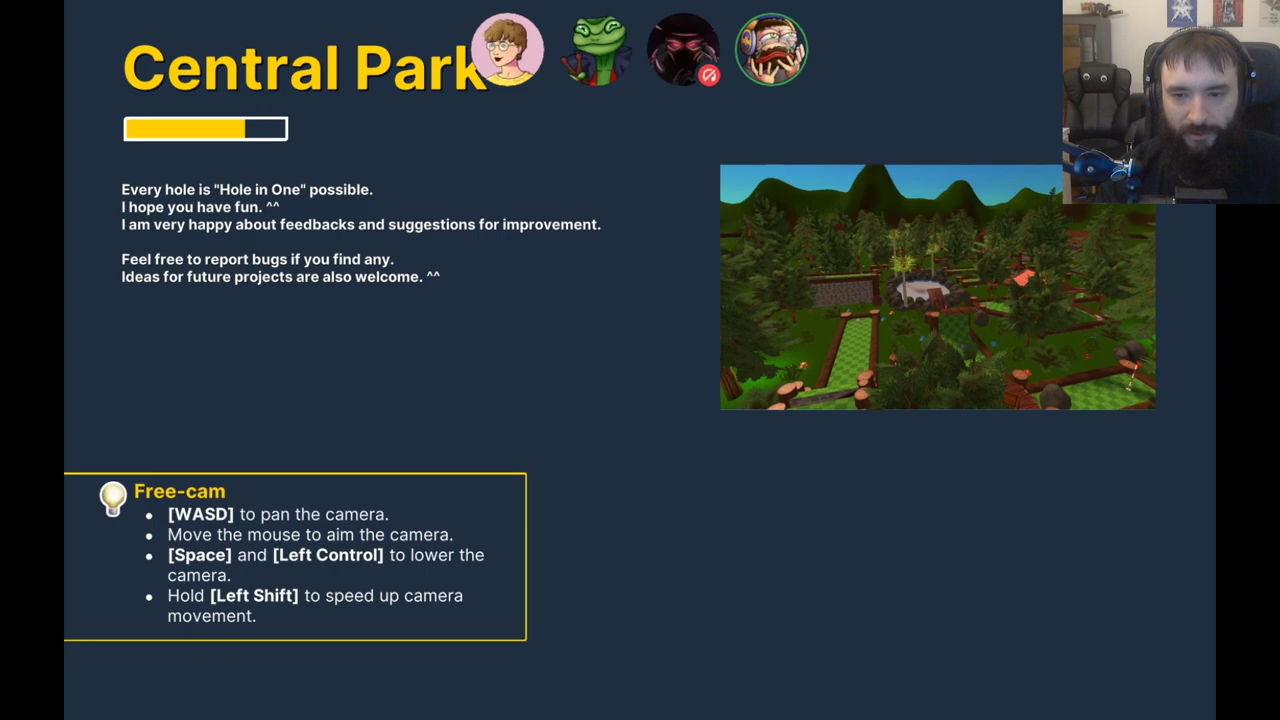 Central Park
Every hole is "Hole in One" possible.
I hope you have fun. ^^
I am very happy about feedbacks and suggestions for improvement.
Feel free to report bugs if you find any.
Ideas for future projects are also welcome. ^^
Free-cam
• [WASD] to pan the camera.
• Move the mouse to aim the camera.
• [Space] and [Left Control] to lower the
camera.
• Hold [Left Shift] to speed up camera
movement.